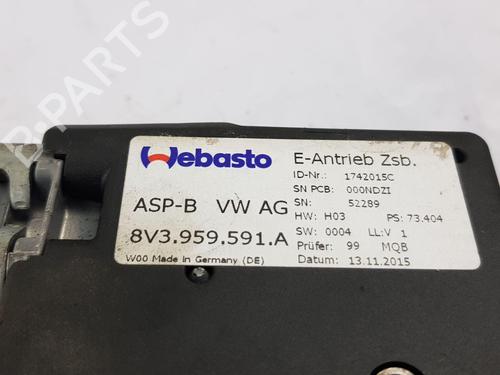 Webasto
E-Antrieb Zsb.
ID-Nr.: 1742015C
SN PCB: 000NDZI
SN: 52289
ASP-B VW AG
HW: H03 PS: 73.404
8V3.959.591.A
SW: 0004 LL:V 1
Prüfer: 99 MQB
W00 Made in Germany (DE)
Datum: 13.11.2015
B-PARTS